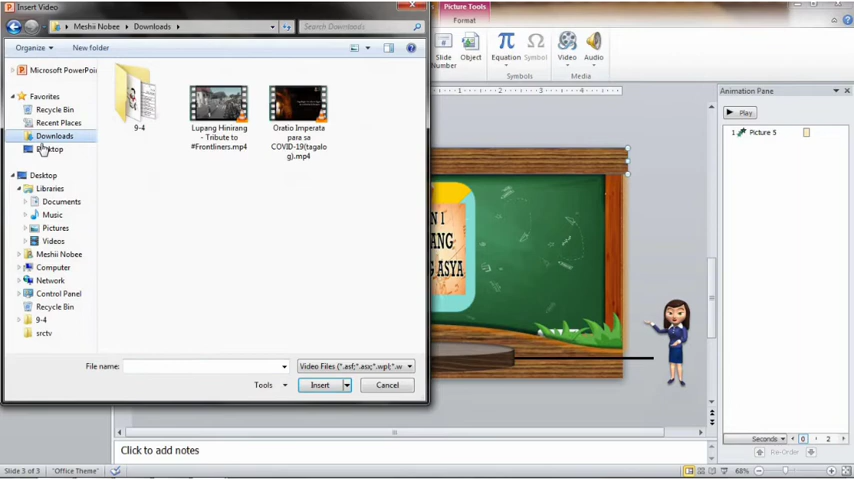 Insert Video
Meshii Nobee ▸ Downloads ▸
Search Downloads
Picture Tools
Format
Organize
New folder
Slide Number
Object
Equation
Symbol
Video
Audio
Symbols
Media
Microsoft PowerPoin
Favorites
Recycle Bin
Recent Places
Downloads
Desktop
Desktop
Libraries
Documents
Music
Pictures
Videos
Meshii Nobee
Computer
Network
Control Panel
Recycle Bin
9-4
srctv
9-4
Lupang Hinirang
- Tribute to
#Frontliners.mp4
Oratio Imperata
para sa
COVID-19(tagalo
g).mp4
File name:
Video Files (*.asf;*.asx;*.wpl;*.w
Tools
Insert
Cancel
N I
ANG
G ASYA
Animation Pane
Play
1 Picture 5
Seconds
0
2
Re-Order
Click to add notes
Slide 3 of 3
"Office Theme"
68%